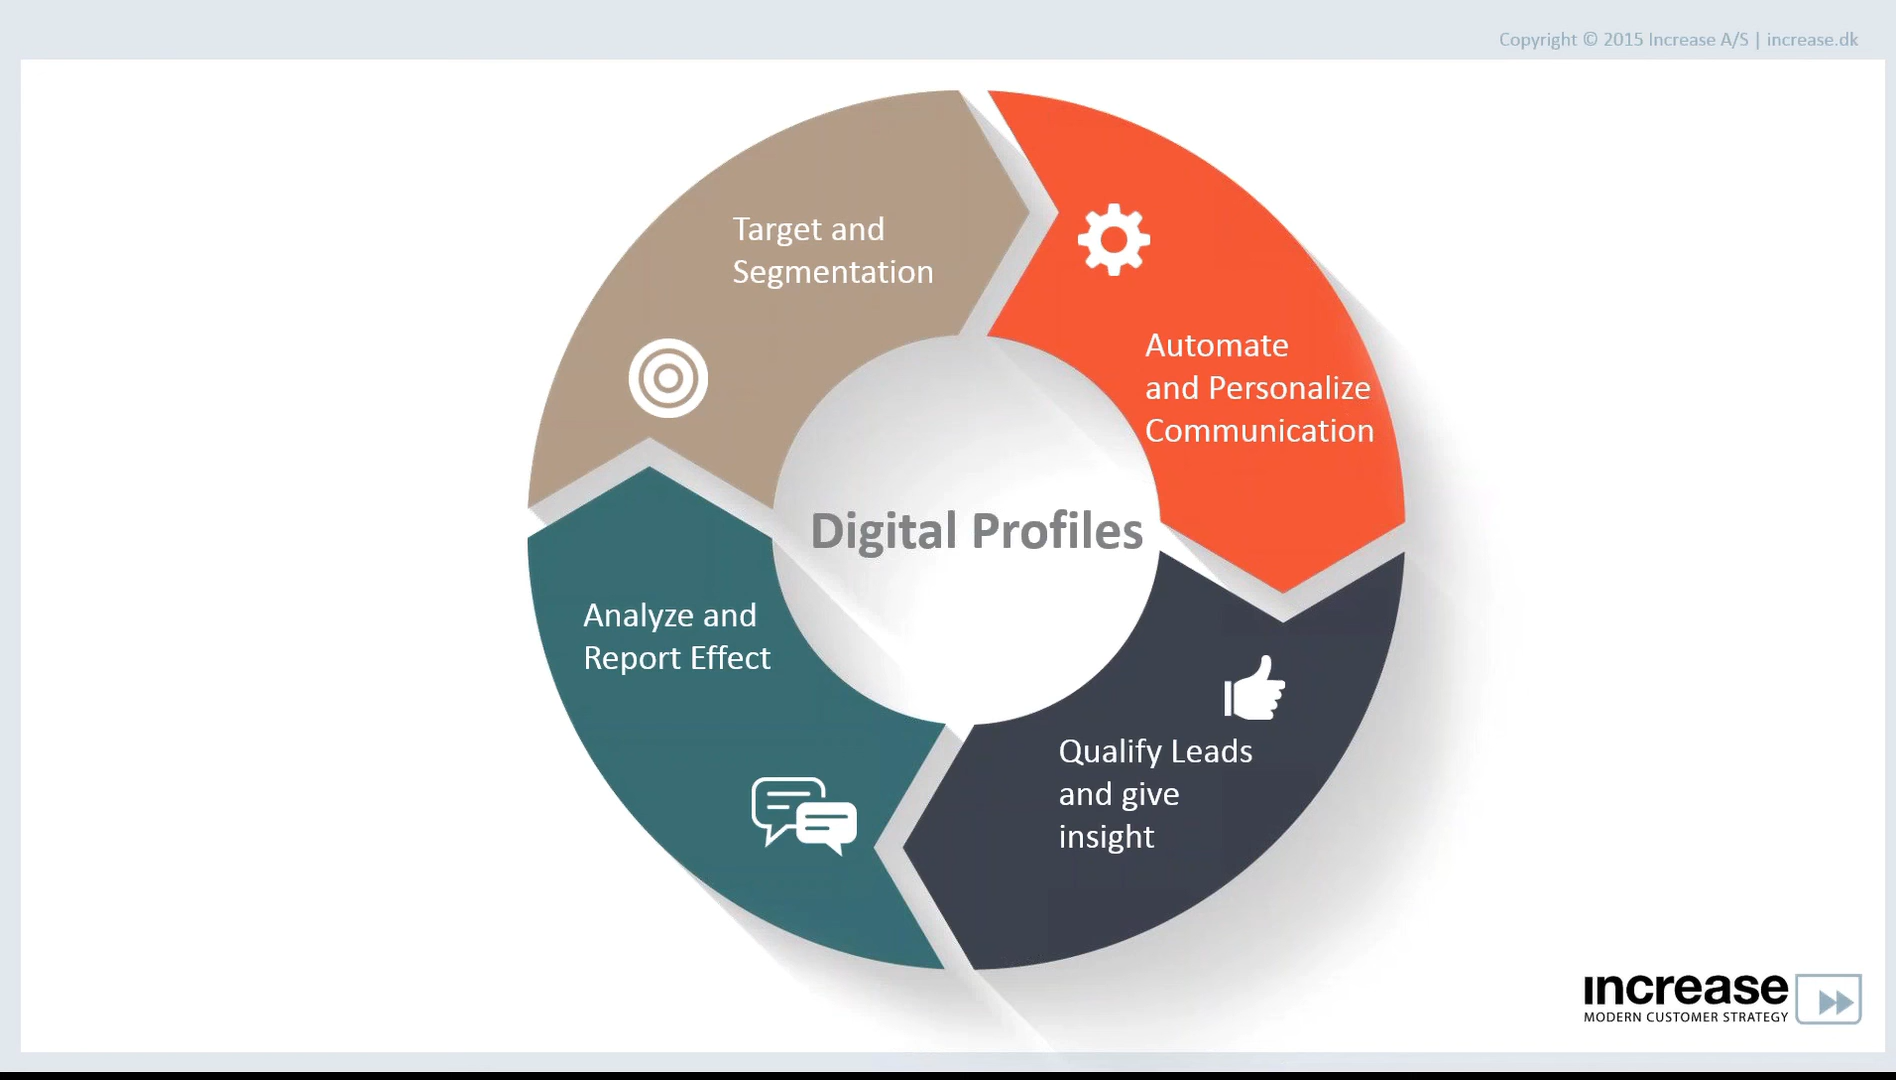 Copyright © 2015 Increase A/S | increase.dk
Target and
Segmentation
Automate
and Personalize
Communication
Digital Profiles
Analyze and
Report Effect
Qualify Leads
and give
insight
increase
MODERN CUSTOMER STRATEGY